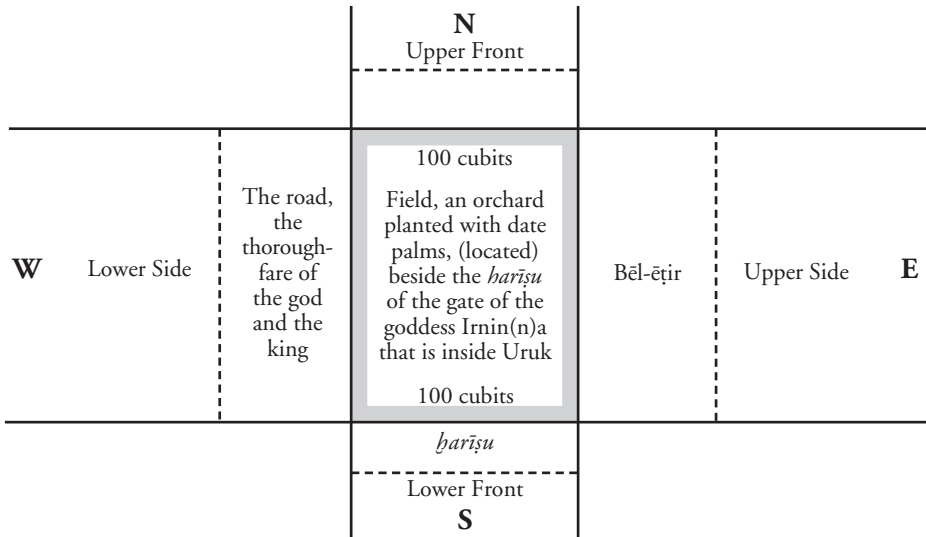 N
Upper Front
W
Lower Side
The road,
the
thorough-
fare of
the god
and the
king
100 cubits
Field, an orchard
planted with date
palms, (located)
beside the harīṣu
of the gate of the
goddess Irnin(n)a
that is inside Uruk
100 cubits
Bēl-ēṭir
Upper Side
E
ḫarīṣu
Lower Front
S